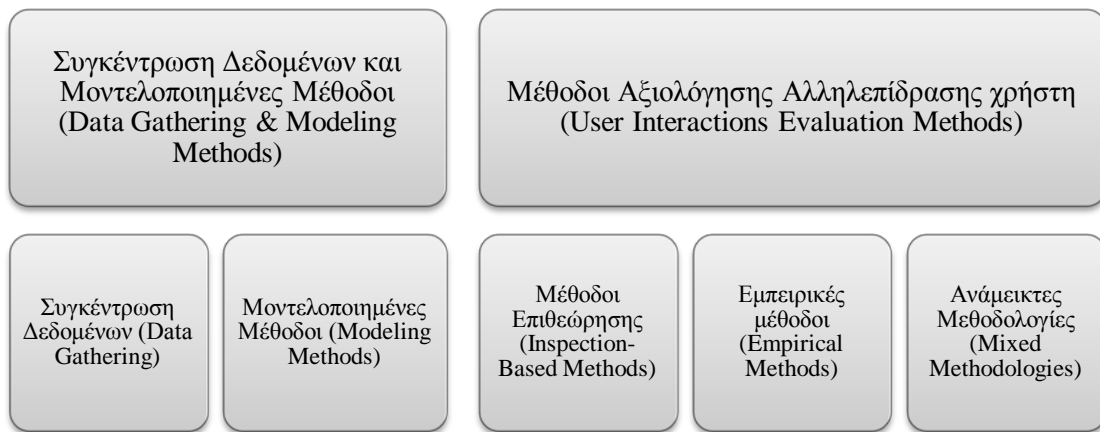 Συγκέντρωση Δεδομένων και
Μοντελοποιημένες Μέθοδοι
(Data Gathering & Modeling
Methods)
Μέθοδοι Αξιολόγησης Αλληλεπίδρασης χρήστη
(User Interactions Evaluation Methods)
Συγκέντρωση
Δεδομένων (Data
Gathering)
Μοντελοποιημένες
Μέθοδοι (Modeling
Methods)
Μέθοδοι
Επιθεώρησης
(Inspection-
Based Methods)
Εμπειρικές
μέθοδοι
(Empirical
Methods)
Ανάμεικτες
Μεθοδολογίες
(Mixed
Methodologies)